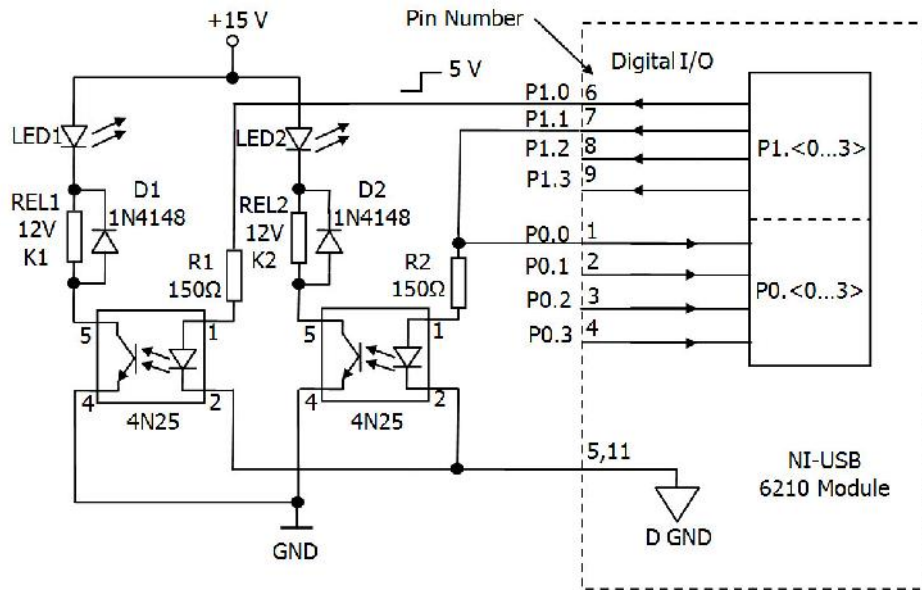 Pin Number
+15 V
Digital I/O
5 V
P1.0 6
P1.1 7
P1.2 8
P1.3 9
P1.<0...3>
LED1
LED2
REL1
12V
K1
D1
1N4148
REL2
12V
K2
D2
1N4148
R1
150Ω
R2
150Ω
P0.0 1
P0.1 2
P0.2 3
P0.3 4
P0.<0...3>
5
1
4
2
4N25
5
1
4
2
4N25
5,11
NI-USB
6210 Module
GND
D GND